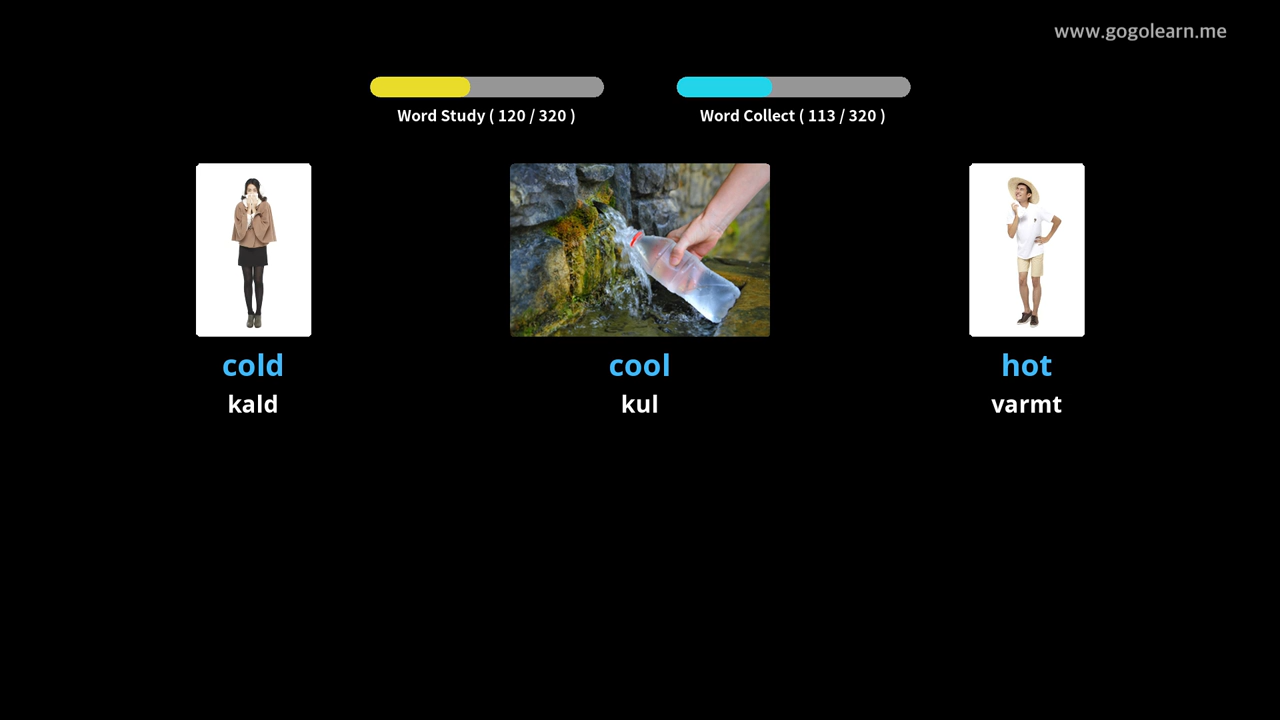 www.gogolearn.me
Word Study ( 120 / 320 )
Word Collect ( 113 / 320 )
cold
cool
hot
kald
kul
varmt